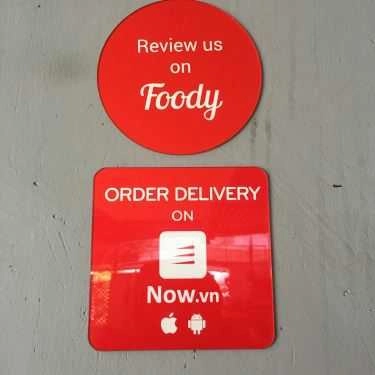 Review us
on
Foody
ORDER DELIVERY
ON
Now.vn